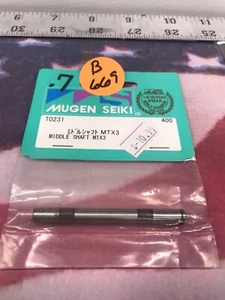 7
B
669
MUGEN SEIKI
T0231
400
ミドルシャフト MTX3
MIDDLE SHAFT MTX3